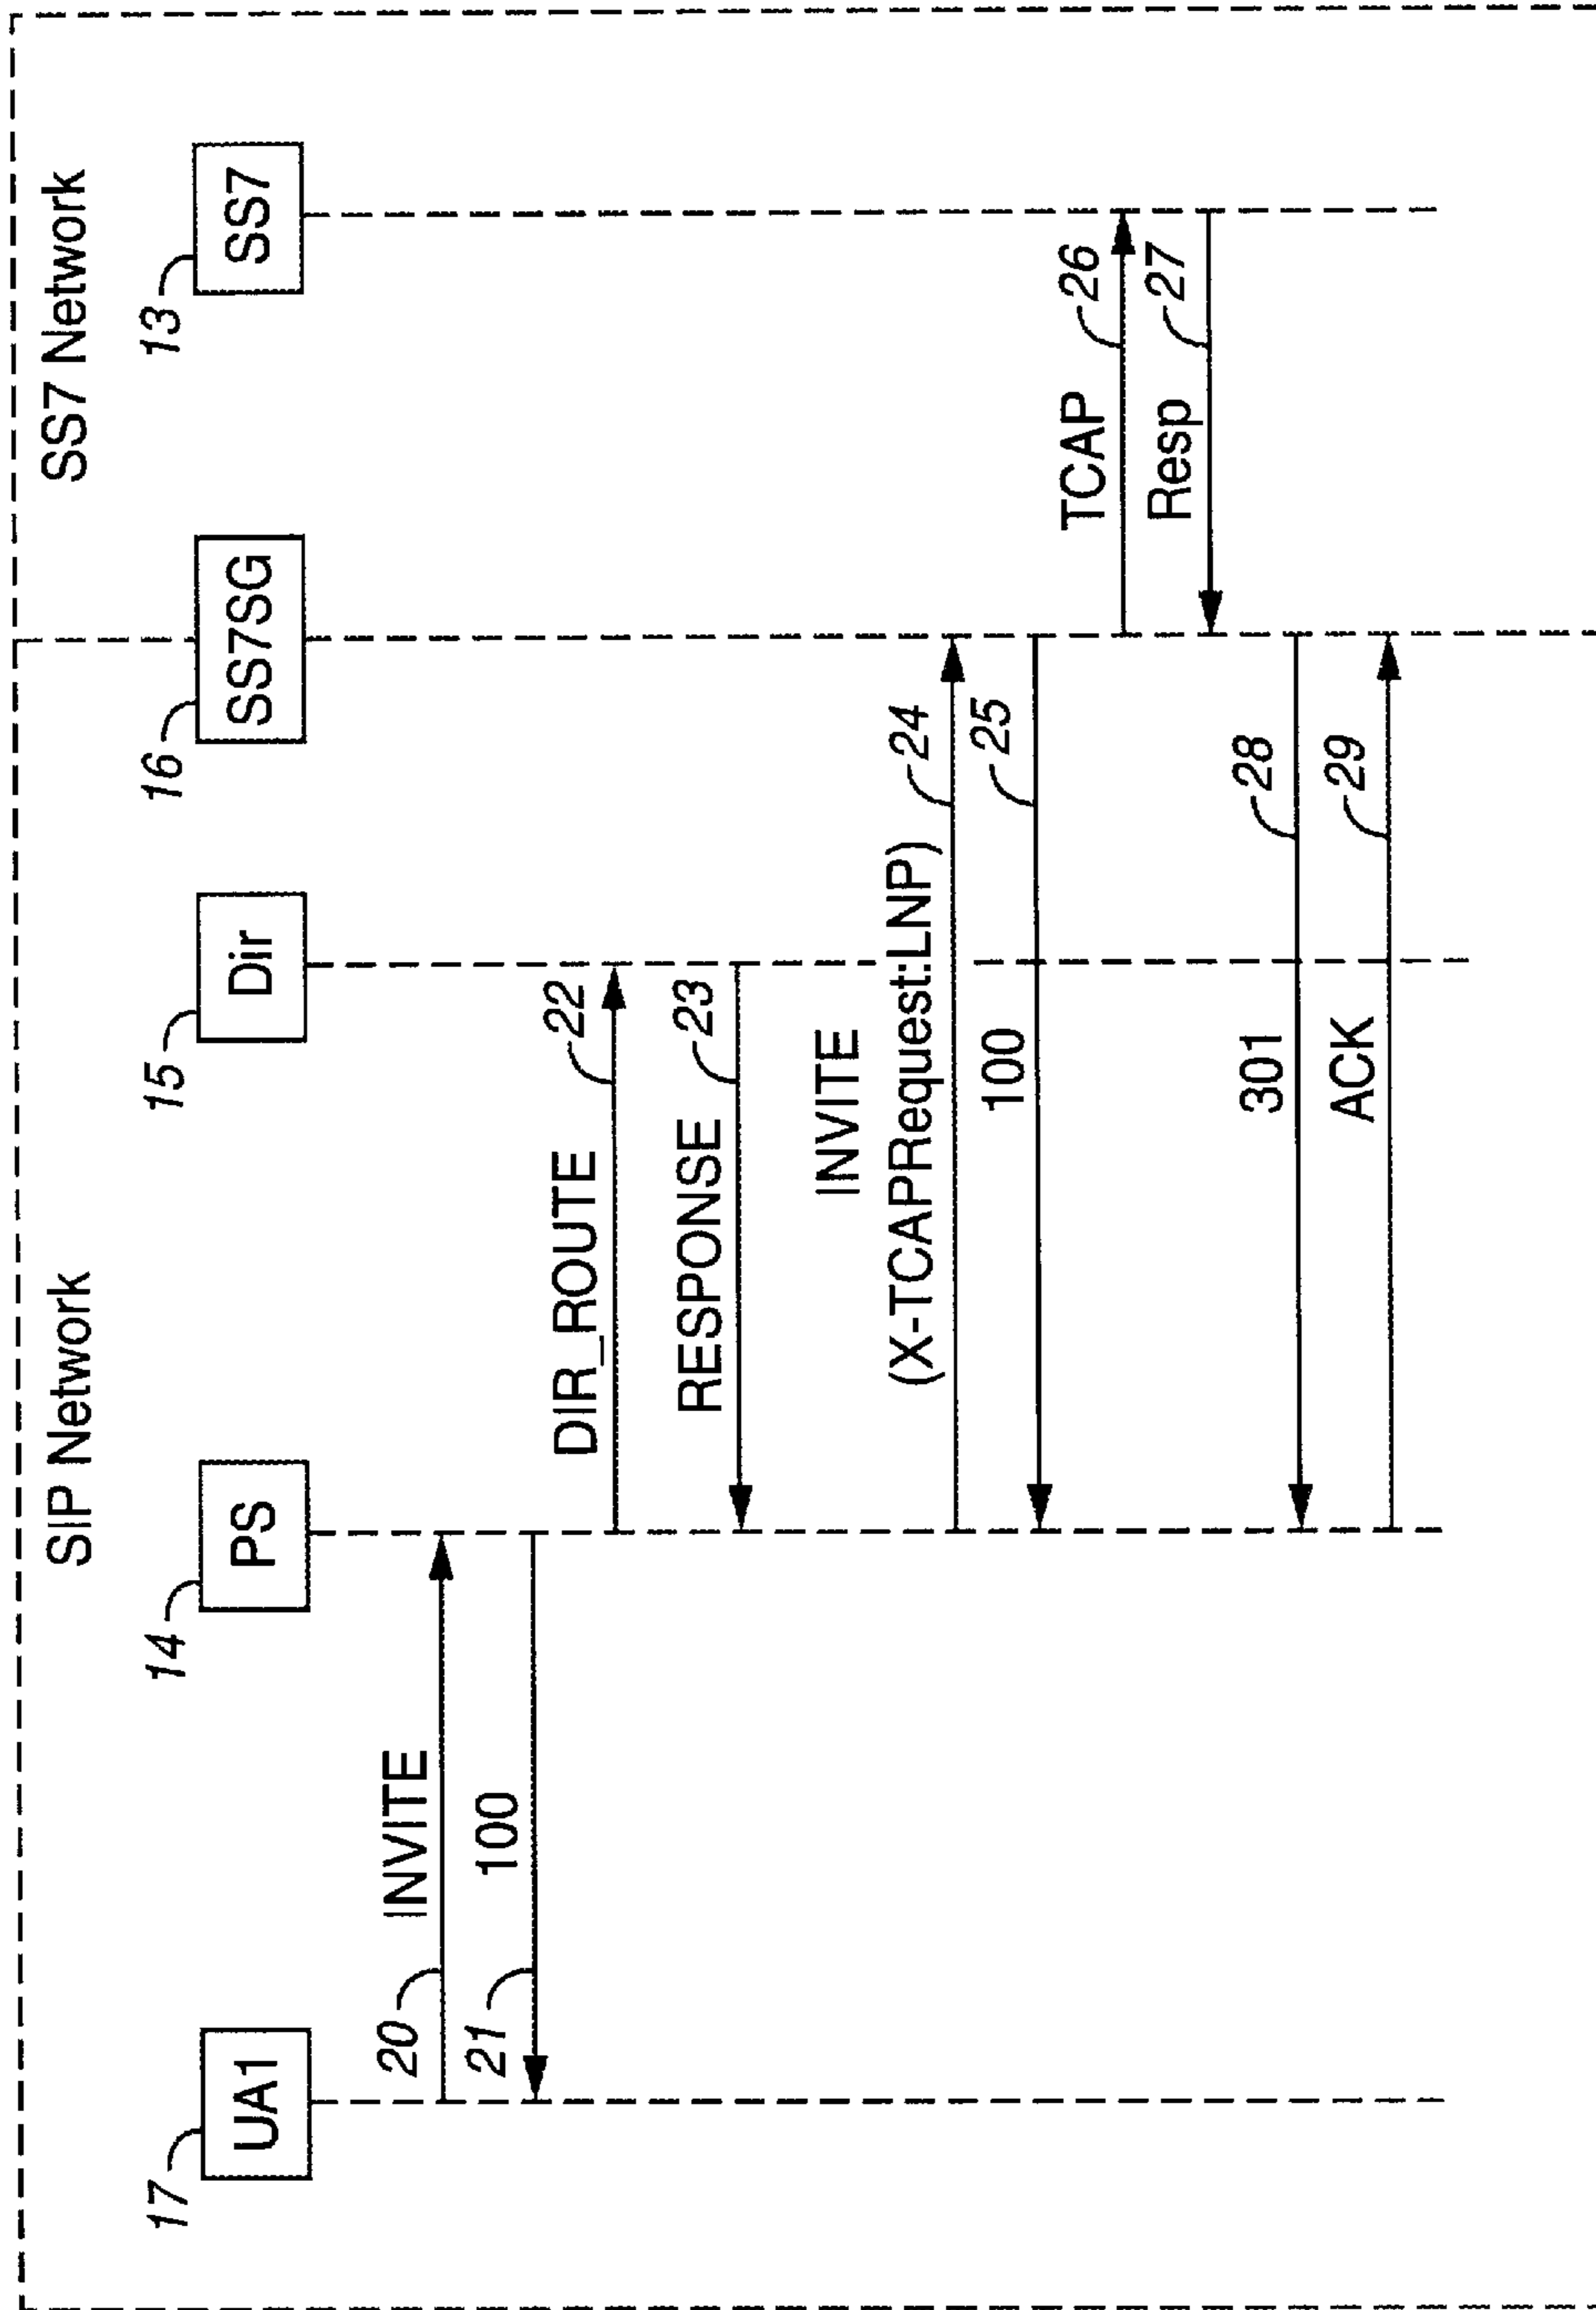 SIP Network
SS7 Network
17
14
15
16
13
UA1
PS
Dir
SS7SG
SS7
20
INVITE
21
100
DIR_ROUTE
22
RESPONSE
23
INVITE
(X-TCAPRequest:LNP)
24
100
25
TCAP
26
Resp
27
301
28
ACK
29